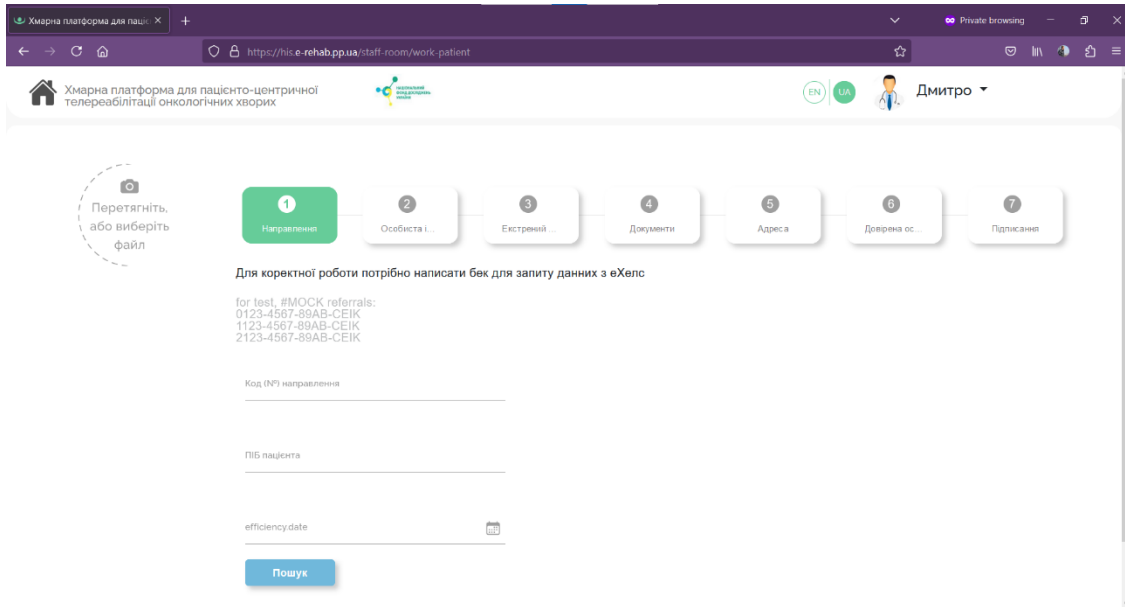 Хмарна платформа для паціє
Private browsing
https://his.e-rehab.pp.ua/staff-room/work-patient
Хмарна платформа для пацієнто-центричної
телереабілітації онкологічних хворих
НАЦІОНАЛЬНИЙ
ФОНД ДОСЛІДЖЕНЬ
УКРАЇНИ
EN
UA
Дмитро
Перетягніть,
або виберіть
файл
1
Направлення
2
Особиста і...
3
Екстрений ...
4
Документи
5
Адреса
6
Довірена ос...
7
Підписання
Для коректної роботи потрібно написати бек для запиту данних з еХелс
for test, #MOCK referrals:
0123-4567-89AB-CEIK
1123-4567-89AB-CEIK
2123-4567-89AB-CEIK
Код (№) направлення
ПІБ пацієнта
efficiency.date
Пошук